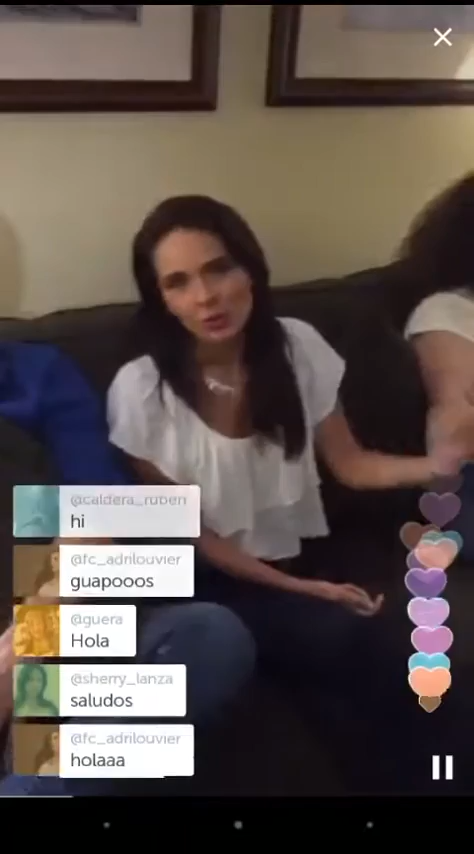 @caldera_ruben
hi
@fc_adrilouvier
guapooos
@guera
Hola
@sherry_lanza
saludos
@fc_adrilouvier
holaaa